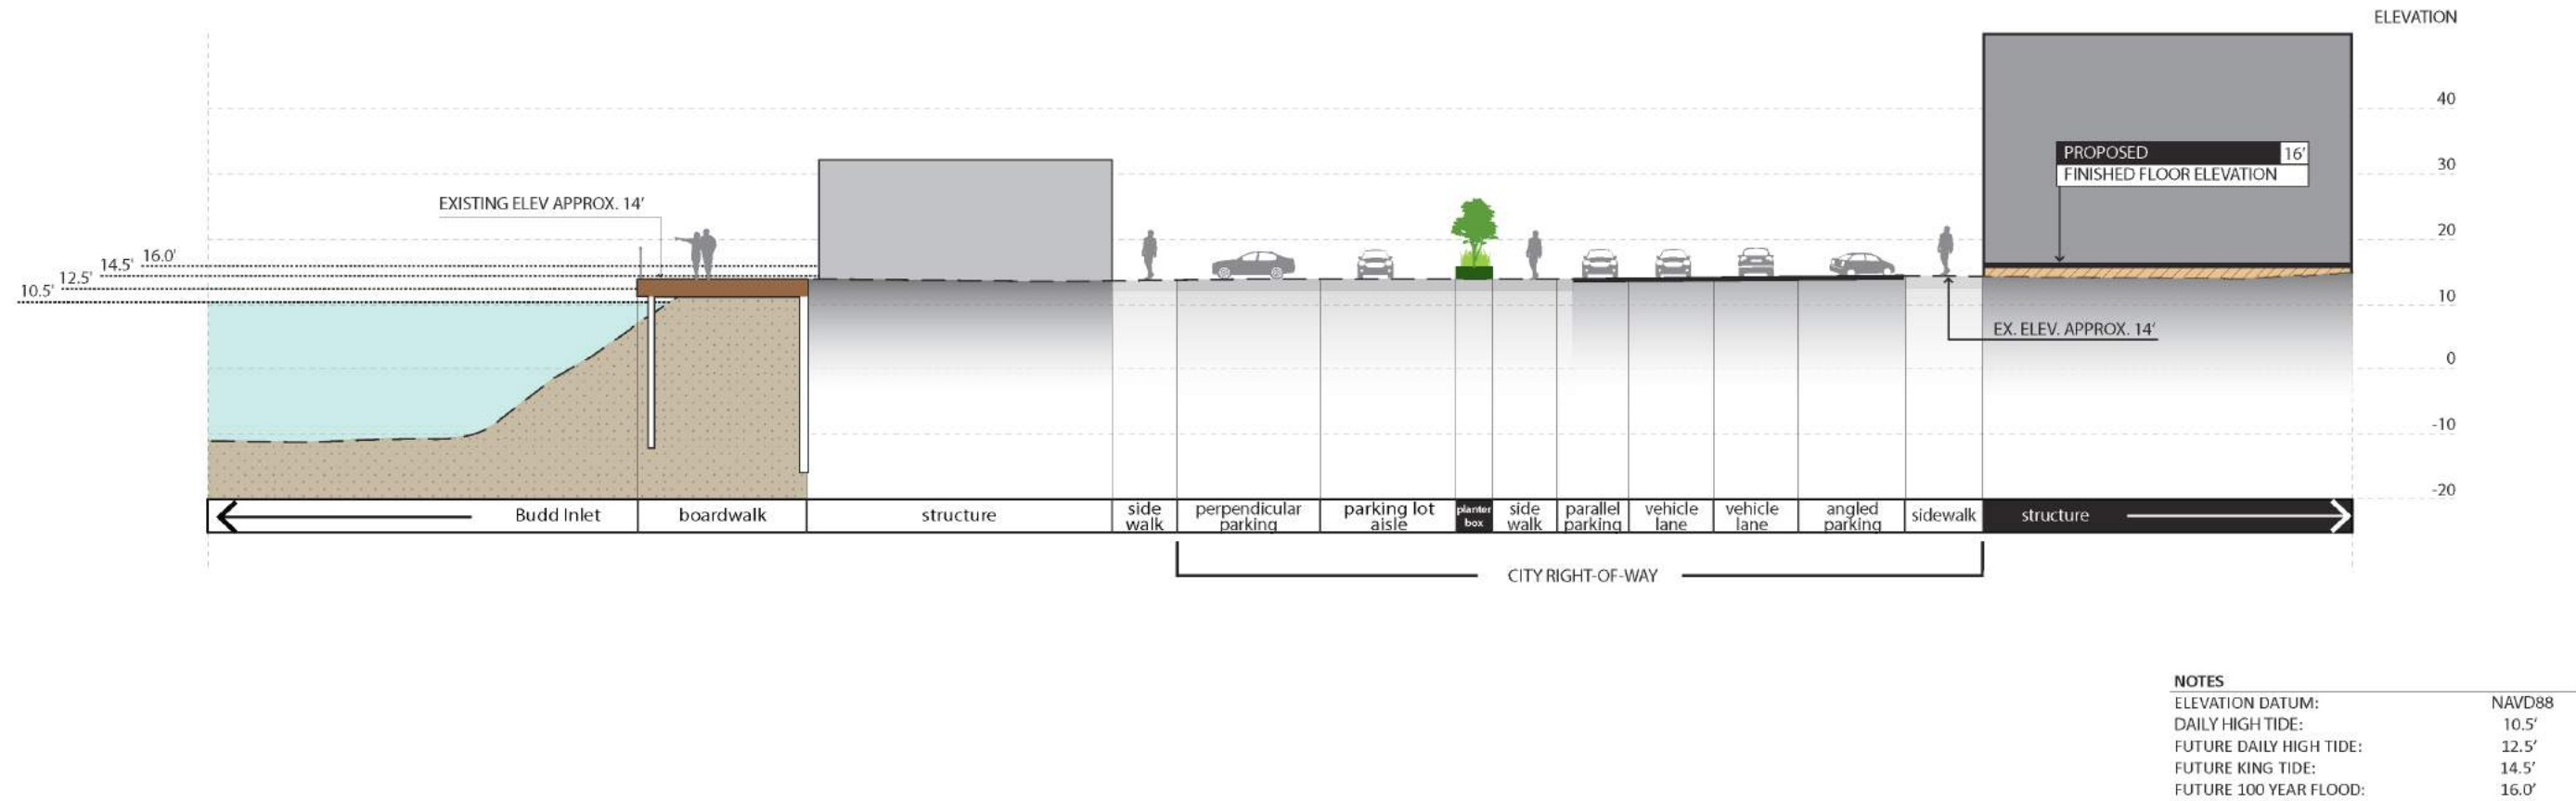 ELEVATION
40
PROPOSED 16'
30
FINISHED FLOOR ELEVATION
EXISTING ELEV APPROX. 14'
20
16.0'
14.5'
12.5'
10.5'
10
EX. ELEV. APPROX. 14'
0
-10
-20
Budd Inlet
boardwalk
structure
side
walk
perpendicular
parking
parking lot
aisle
planter
box
side
walk
parallel
parking
vehicle
lane
vehicle
lane
angled
parking
sidewalk
structure
CITY RIGHT-OF-WAY
NOTES
ELEVATION DATUM: NAVD88
DAILY HIGH TIDE: 10.5'
FUTURE DAILY HIGH TIDE: 12.5'
FUTURE KING TIDE: 14.5'
FUTURE 100 YEAR FLOOD: 16.0'